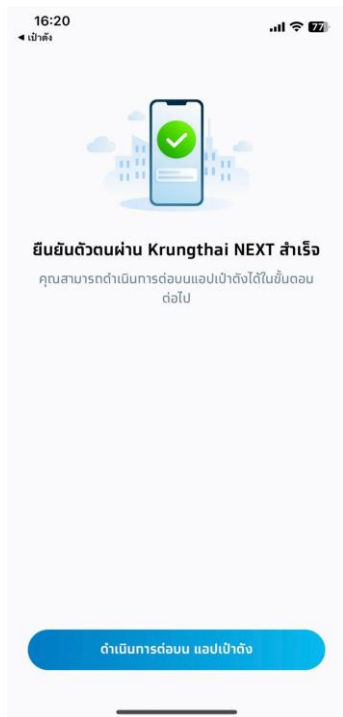 16:20
77
◀ เป๋าตัง
ยืนยันตัวตนผ่าน Krungthai NEXT สำเร็จ
คุณสามารถดำเนินการต่อบนแอปเป๋าตังได้ในขั้นตอน
ต่อไป
ดำเนินการต่อบน แอปเป๋าตัง